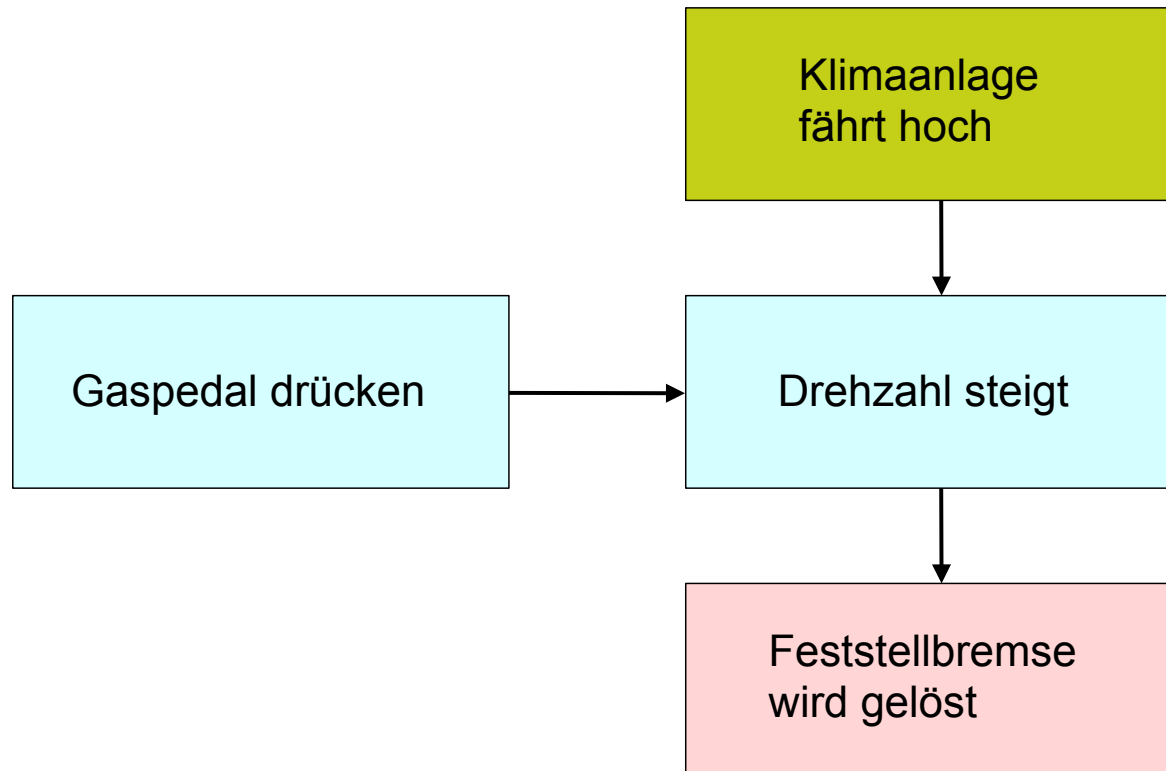 Klimaanlage
fährt hoch
Gaspedal drücken
Drehzahl steigt
Feststellbremse
wird gelöst